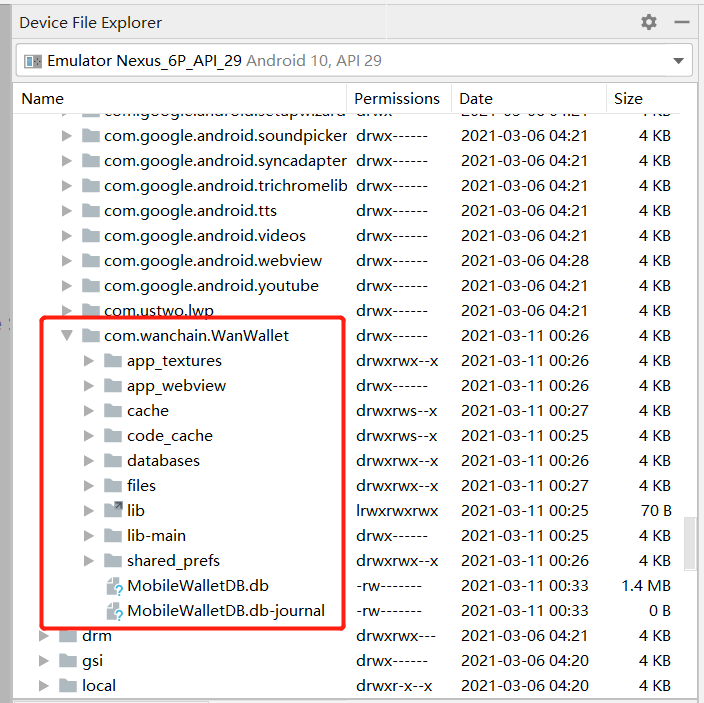 Device File Explorer
Emulator Nexus_6P_API_29 Android 10, API 29
Name Permissions Date Size
com.google.android.setupwizard drwx------ 2021-03-06 04:21 4 KB
com.google.android.soundpicker drwx------ 2021-03-06 04:21 4 KB
com.google.android.syncadapter drwx------ 2021-03-06 04:21 4 KB
com.google.android.trichromelib drwx------ 2021-03-06 04:21 4 KB
com.google.android.tts drwx------ 2021-03-06 04:21 4 KB
com.google.android.videos drwx------ 2021-03-06 04:21 4 KB
com.google.android.webview drwx------ 2021-03-06 04:28 4 KB
com.google.android.youtube drwx------ 2021-03-06 04:21 4 KB
com.ustwo.lwp drwx------ 2021-03-06 04:21 4 KB
com.wanchain.WanWallet drwx------ 2021-03-11 00:26 4 KB
app_textures drwxrwx--x 2021-03-11 00:26 4 KB
app_webview drwx------ 2021-03-11 00:26 4 KB
cache drwxrws--x 2021-03-11 00:27 4 KB
code_cache drwxrws--x 2021-03-11 00:25 4 KB
databases drwxrwx--x 2021-03-11 00:26 4 KB
files drwxrwx--x 2021-03-11 00:27 4 KB
lib lrwxrwxrwx 2021-03-11 00:25 70 B
lib-main drwx------ 2021-03-11 00:25 4 KB
shared_prefs drwxrwx--x 2021-03-11 00:26 4 KB
MobileWalletDB.db -rw------- 2021-03-11 00:33 1.4 MB
MobileWalletDB.db-journal -rw------- 2021-03-11 00:33 0 B
drm drwxrwx--- 2021-03-06 04:21 4 KB
gsi drwx------ 2021-03-06 04:20 4 KB
local drwxr-x--x 2021-03-06 04:20 4 KB